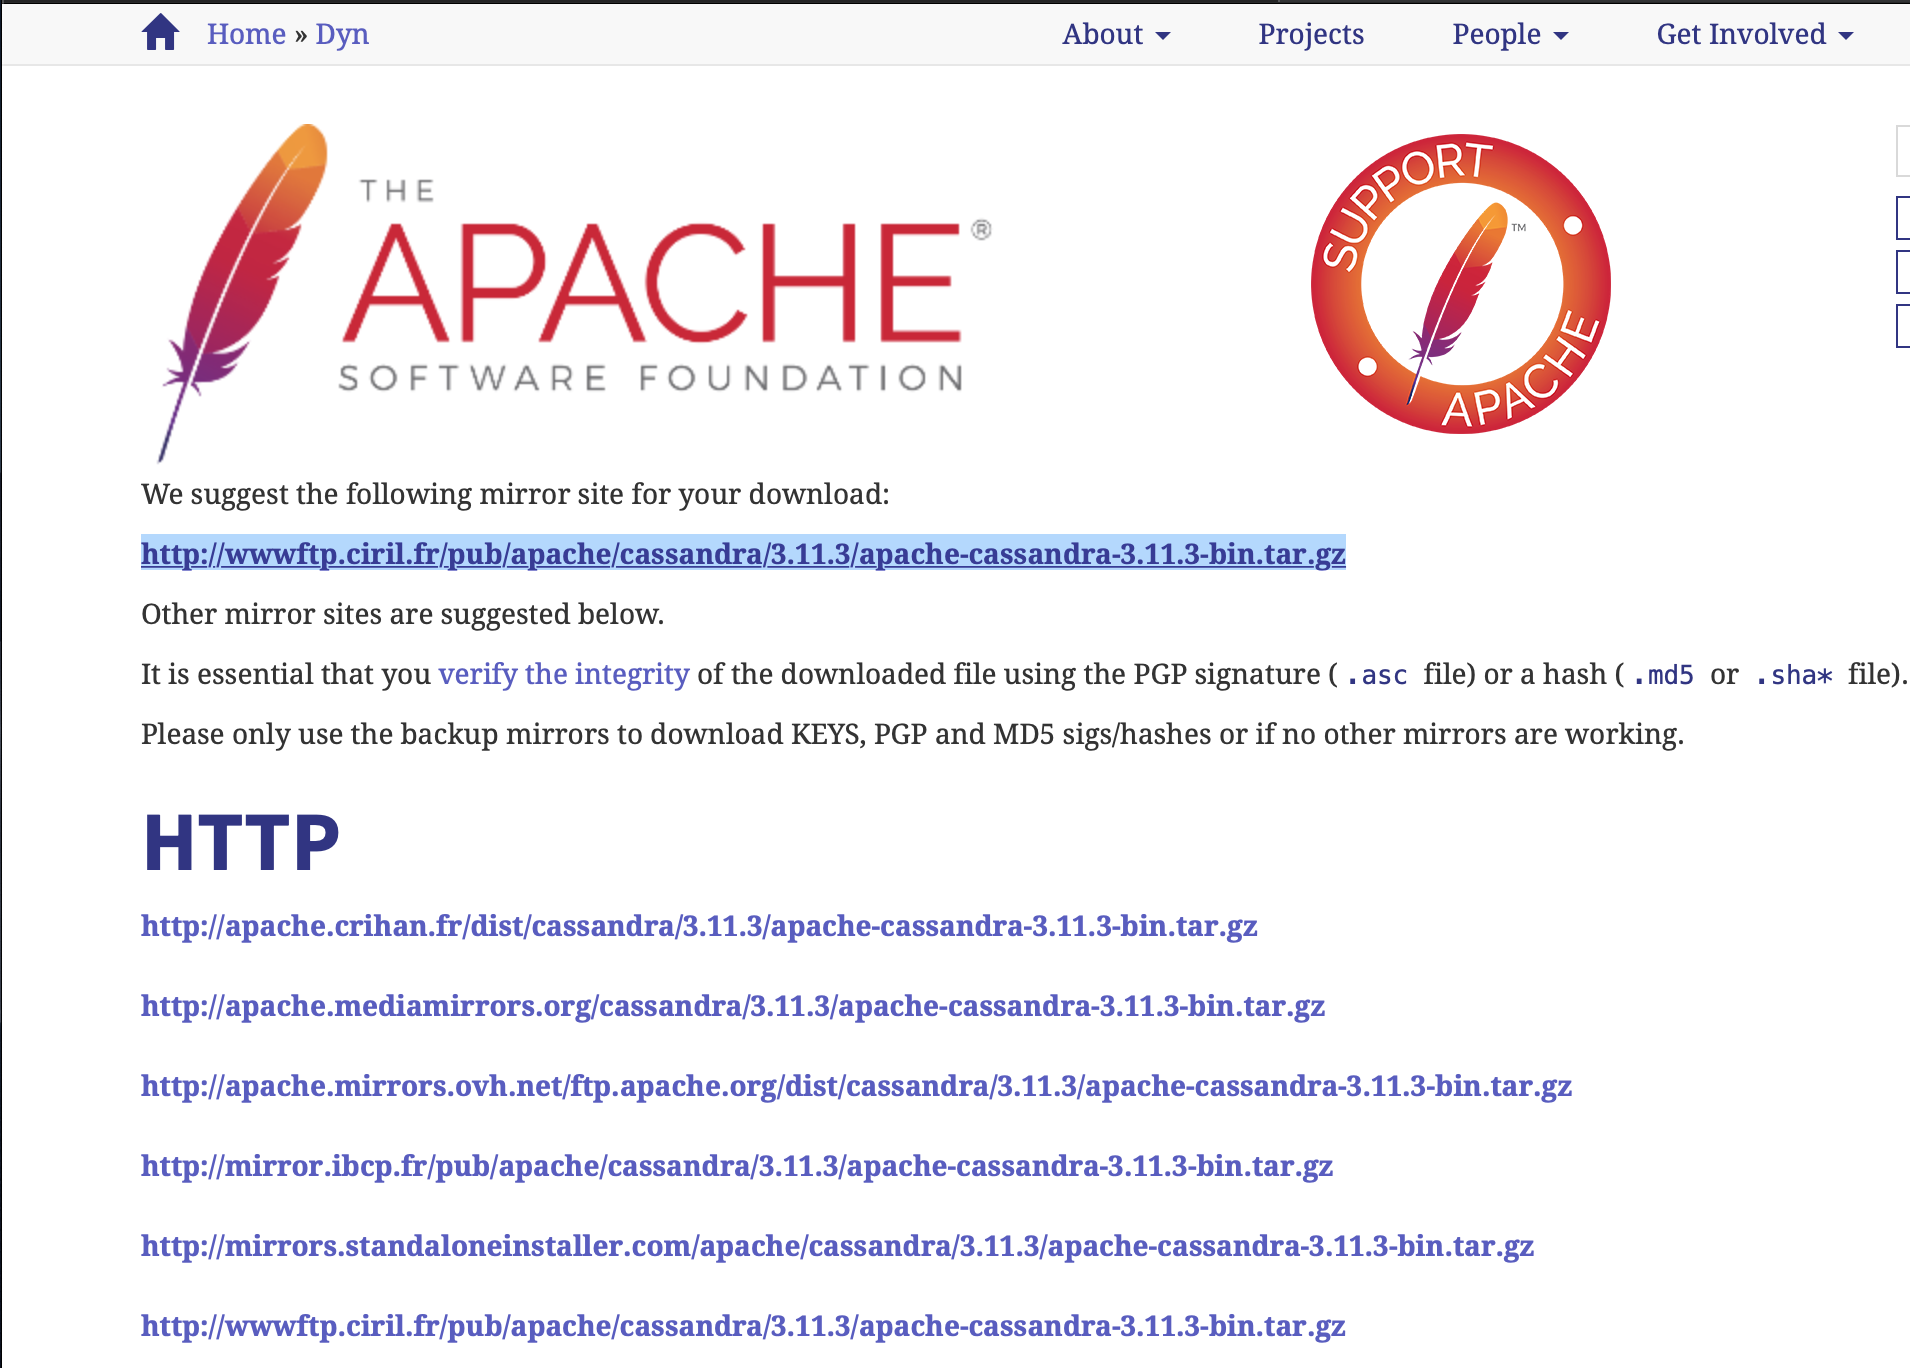 Home » Dyn About Projects People Get Involved
THE
APACHE®
SOFTWARE FOUNDATION
SUPPORT
APACHE
TM
We suggest the following mirror site for your download:
http://wwwftp.ciril.fr/pub/apache/cassandra/3.11.3/apache-cassandra-3.11.3-bin.tar.gz
Other mirror sites are suggested below.
It is essential that you verify the integrity of the downloaded file using the PGP signature ( .asc file) or a hash ( .md5 or .sha* file).
Please only use the backup mirrors to download KEYS, PGP and MD5 sigs/hashes or if no other mirrors are working.
HTTP
http://apache.crihan.fr/dist/cassandra/3.11.3/apache-cassandra-3.11.3-bin.tar.gz
http://apache.mediamirrors.org/cassandra/3.11.3/apache-cassandra-3.11.3-bin.tar.gz
http://apache.mirrors.ovh.net/ftp.apache.org/dist/cassandra/3.11.3/apache-cassandra-3.11.3-bin.tar.gz
http://mirror.ibcp.fr/pub/apache/cassandra/3.11.3/apache-cassandra-3.11.3-bin.tar.gz
http://mirrors.standaloneinstaller.com/apache/cassandra/3.11.3/apache-cassandra-3.11.3-bin.tar.gz
http://wwwftp.ciril.fr/pub/apache/cassandra/3.11.3/apache-cassandra-3.11.3-bin.tar.gz